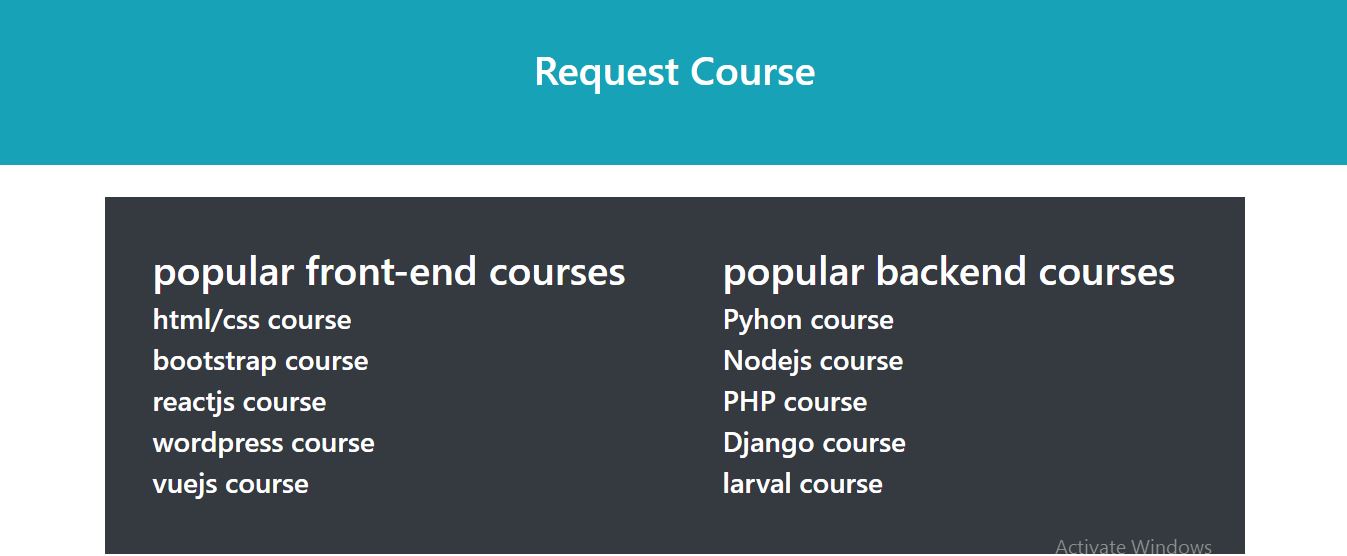 Request Course
popular front-end courses
html/css course
bootstrap course
reactjs course
wordpress course
vuejs course
popular backend courses
Pyhon course
Nodejs course
PHP course
Django course
larval course
Activate Windows